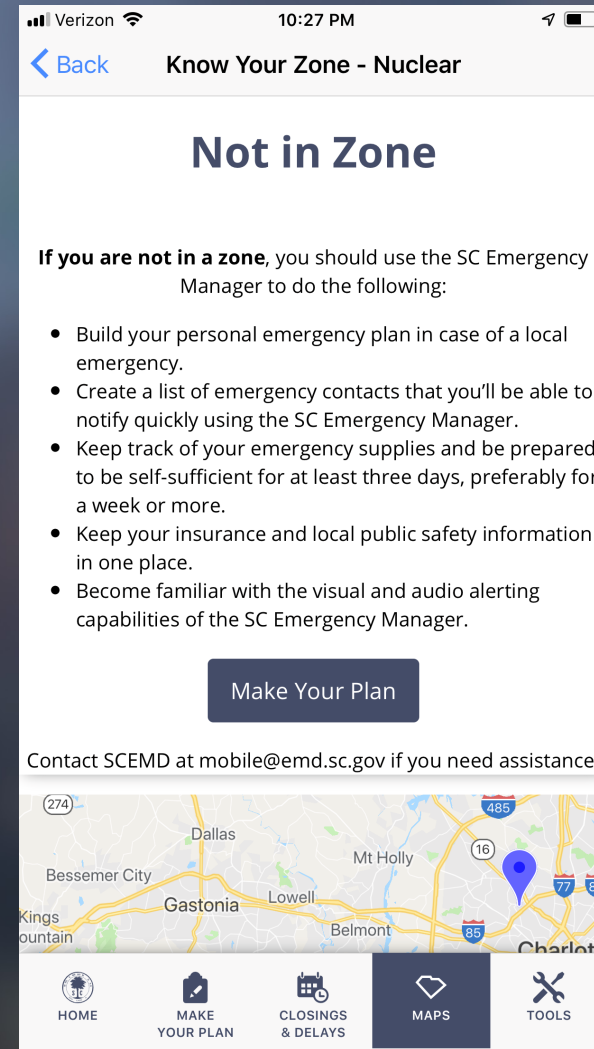 Verizon 10:27 PM
Back Know Your Zone - Nuclear
Not in Zone
If you are not in a zone, you should use the SC Emergency
Manager to do the following:
• Build your personal emergency plan in case of a local
emergency.
• Create a list of emergency contacts that you’ll be able to
notify quickly using the SC Emergency Manager.
• Keep track of your emergency supplies and be prepared
to be self-sufficient for at least three days, preferably for
a week or more.
• Keep your insurance and local public safety information
in one place.
• Become familiar with the visual and audio alerting
capabilities of the SC Emergency Manager.
Make Your Plan
Contact SCEMD at mobile@emd.sc.gov if you need assistance
274
485
Dallas
16
Mt Holly
Bessemer City
77
8
Lowell
Gastonia
Kings
ountain
Belmont
85
Charlot
HOME
MAKE
YOUR PLAN
CLOSINGS
& DELAYS
MAPS
TOOLS